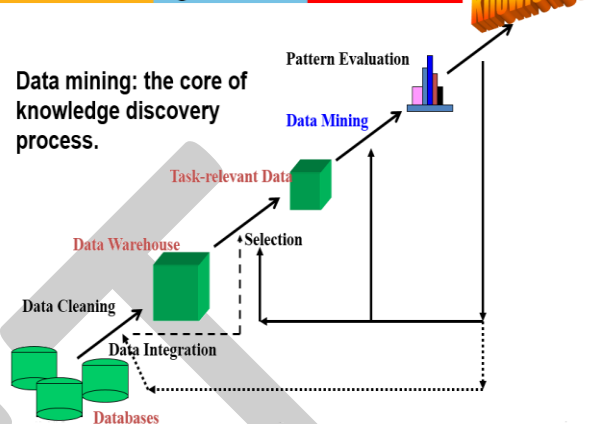 Pattern Evaluation
Data mining: the core of
knowledge discovery
process.
Data Mining
Task-relevant Data
Data Warehouse
Selection
Data Cleaning
Data Integration
Databases